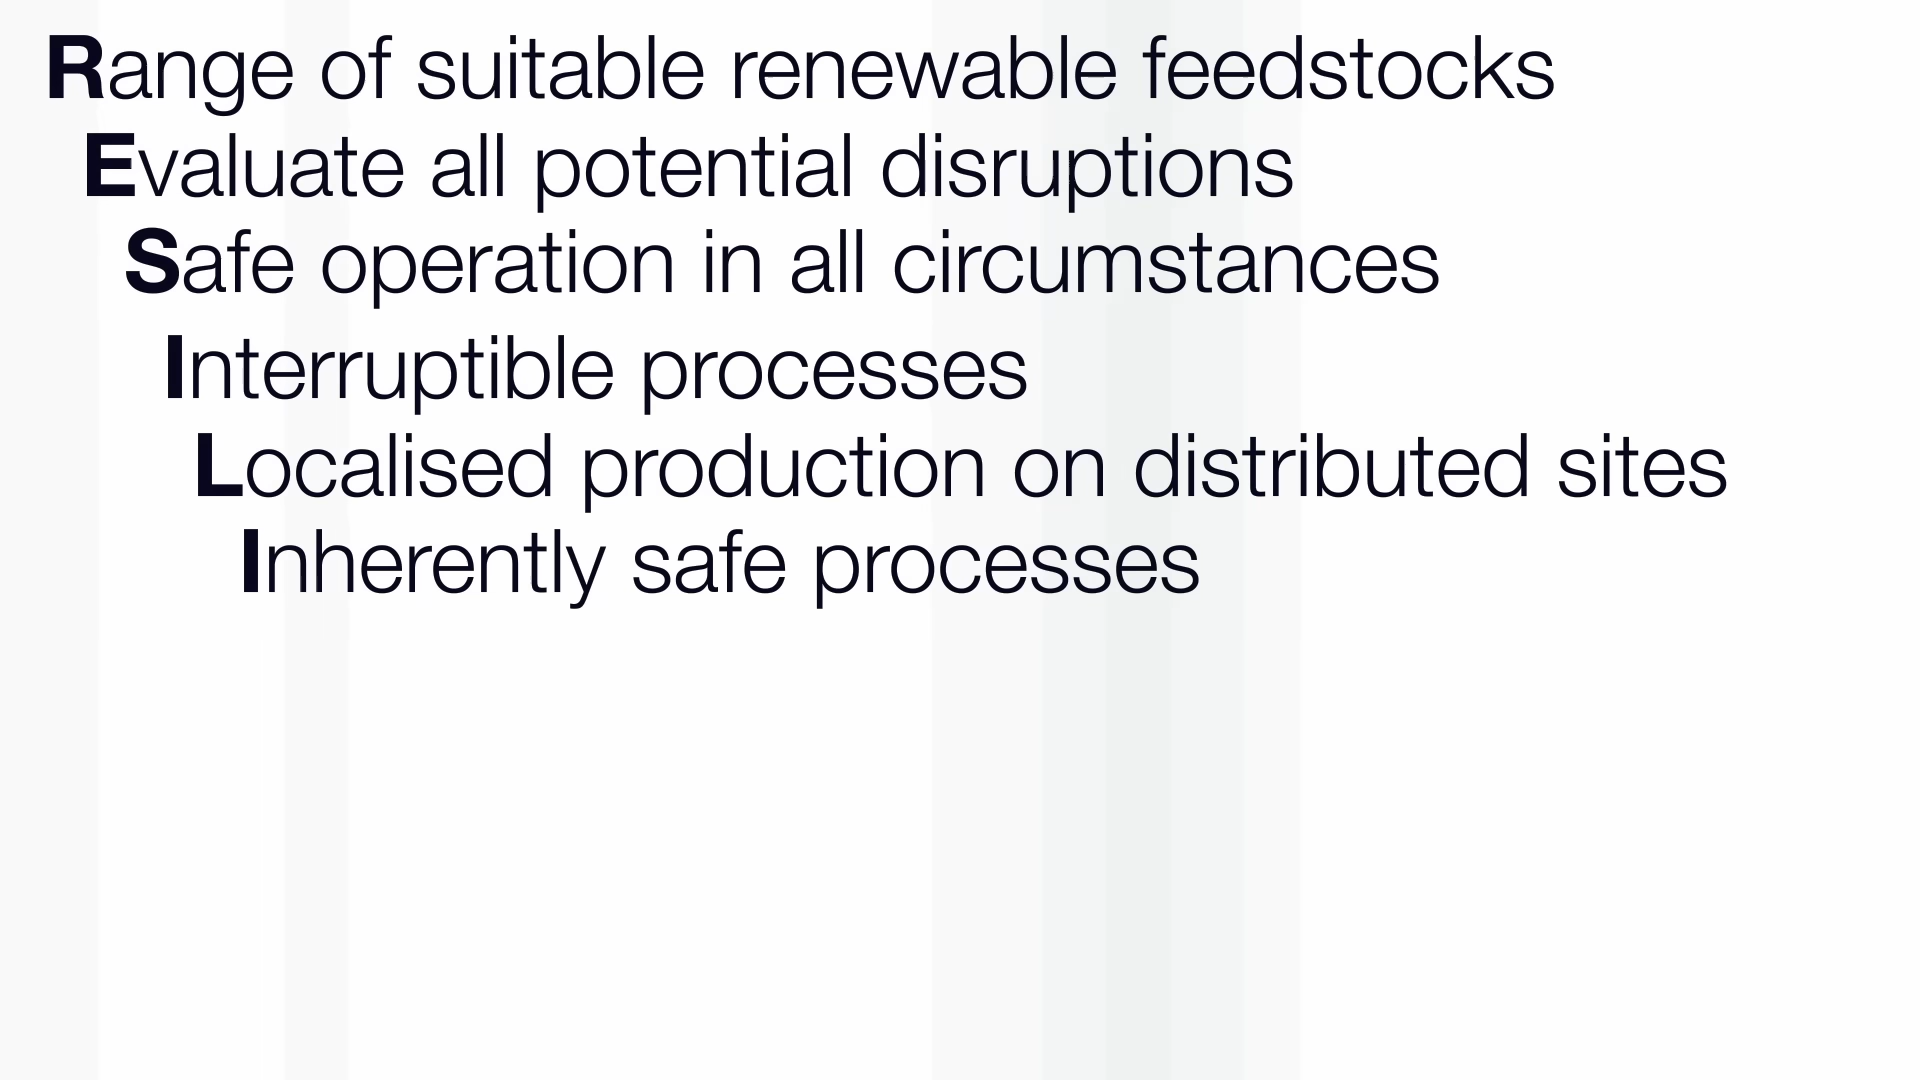 Range of suitable renewable feedstocks
Evaluate all potential disruptions
Safe operation in all circumstances
Interruptible processes
Localised production on distributed sites
Inherently safe processes